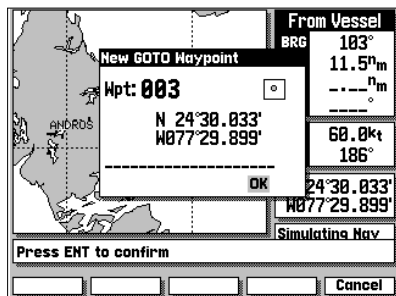 From Vessel
BRG 103°
11.5nm
_._ _nm
_ _ _°
60.0kt
186°
24°30.033'
W077°29.899'
Simulating Nav
New GOTO Waypoint
Wpt: 003
N 24°30.033'
W077°29.899'
OK
ANDROS
Press ENT to confirm
Cancel